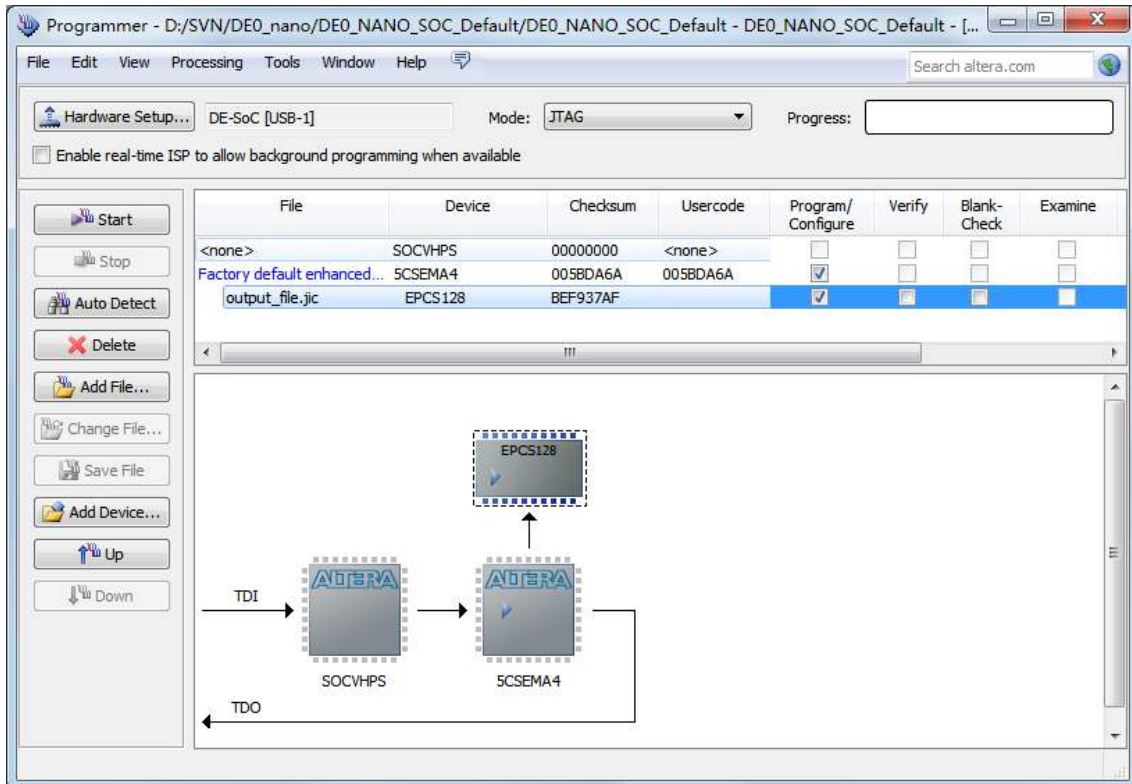 Programmer - D:/SVN/DE0_nano/DE0_NANO_SOC_Default/DE0_NANO_SOC_Default - DE0_NANO_SOC_Default - [...
File Edit View Processing Tools Window Help
Search altera.com
Hardware Setup... DE-SoC [USB-1] Mode: JTAG Progress:
Enable real-time ISP to allow background programming when available
Start
Stop
Auto Detect
Delete
Add File...
Change File...
Save File
Add Device...
Up
Down
File Device Checksum Usercode Program/ Configure Verify Blank- Check Examine
<none> SOCVHPS 00000000 <none>
Factory default enhanced... 5CSEMA4 005BDA6A 005BDA6A
output_file.jic EPCS128 BEF937AF
EPCS128
TDI
ALTERA
ALTERA
SOCVHPS
5CSEMA4
TDO